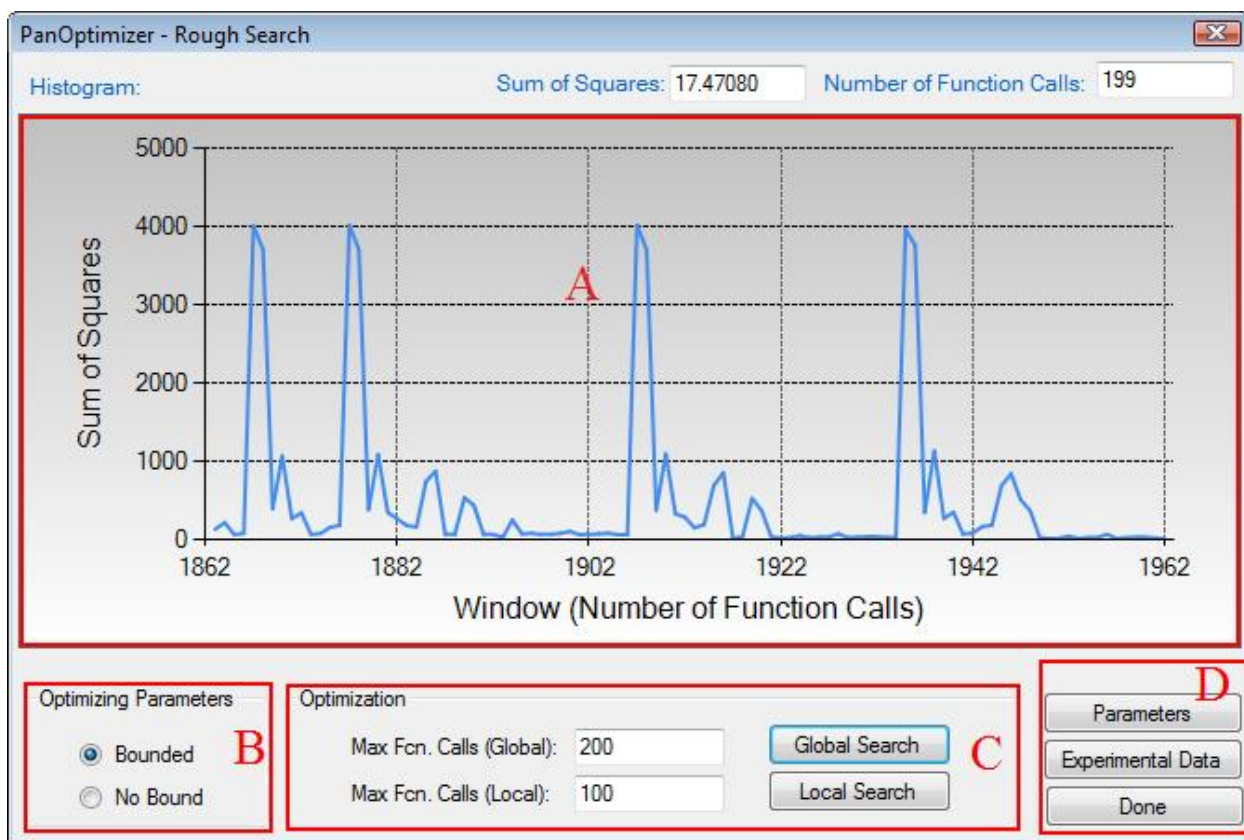 PanOptimizer - Rough Search
Histogram:
Sum of Squares: 17.47080
Number of Function Calls: 199
5000
4000
3000
2000
1000
0
Sum of Squares
A
1862 1882 1902 1922 1942 1962
Window (Number of Function Calls)
Optimizing Parameters
Bounded
No Bound
B
Optimization
Max Fcn. Calls (Global): 200
Global Search
Max Fcn. Calls (Local): 100
Local Search
C
D
Parameters
Experimental Data
Done